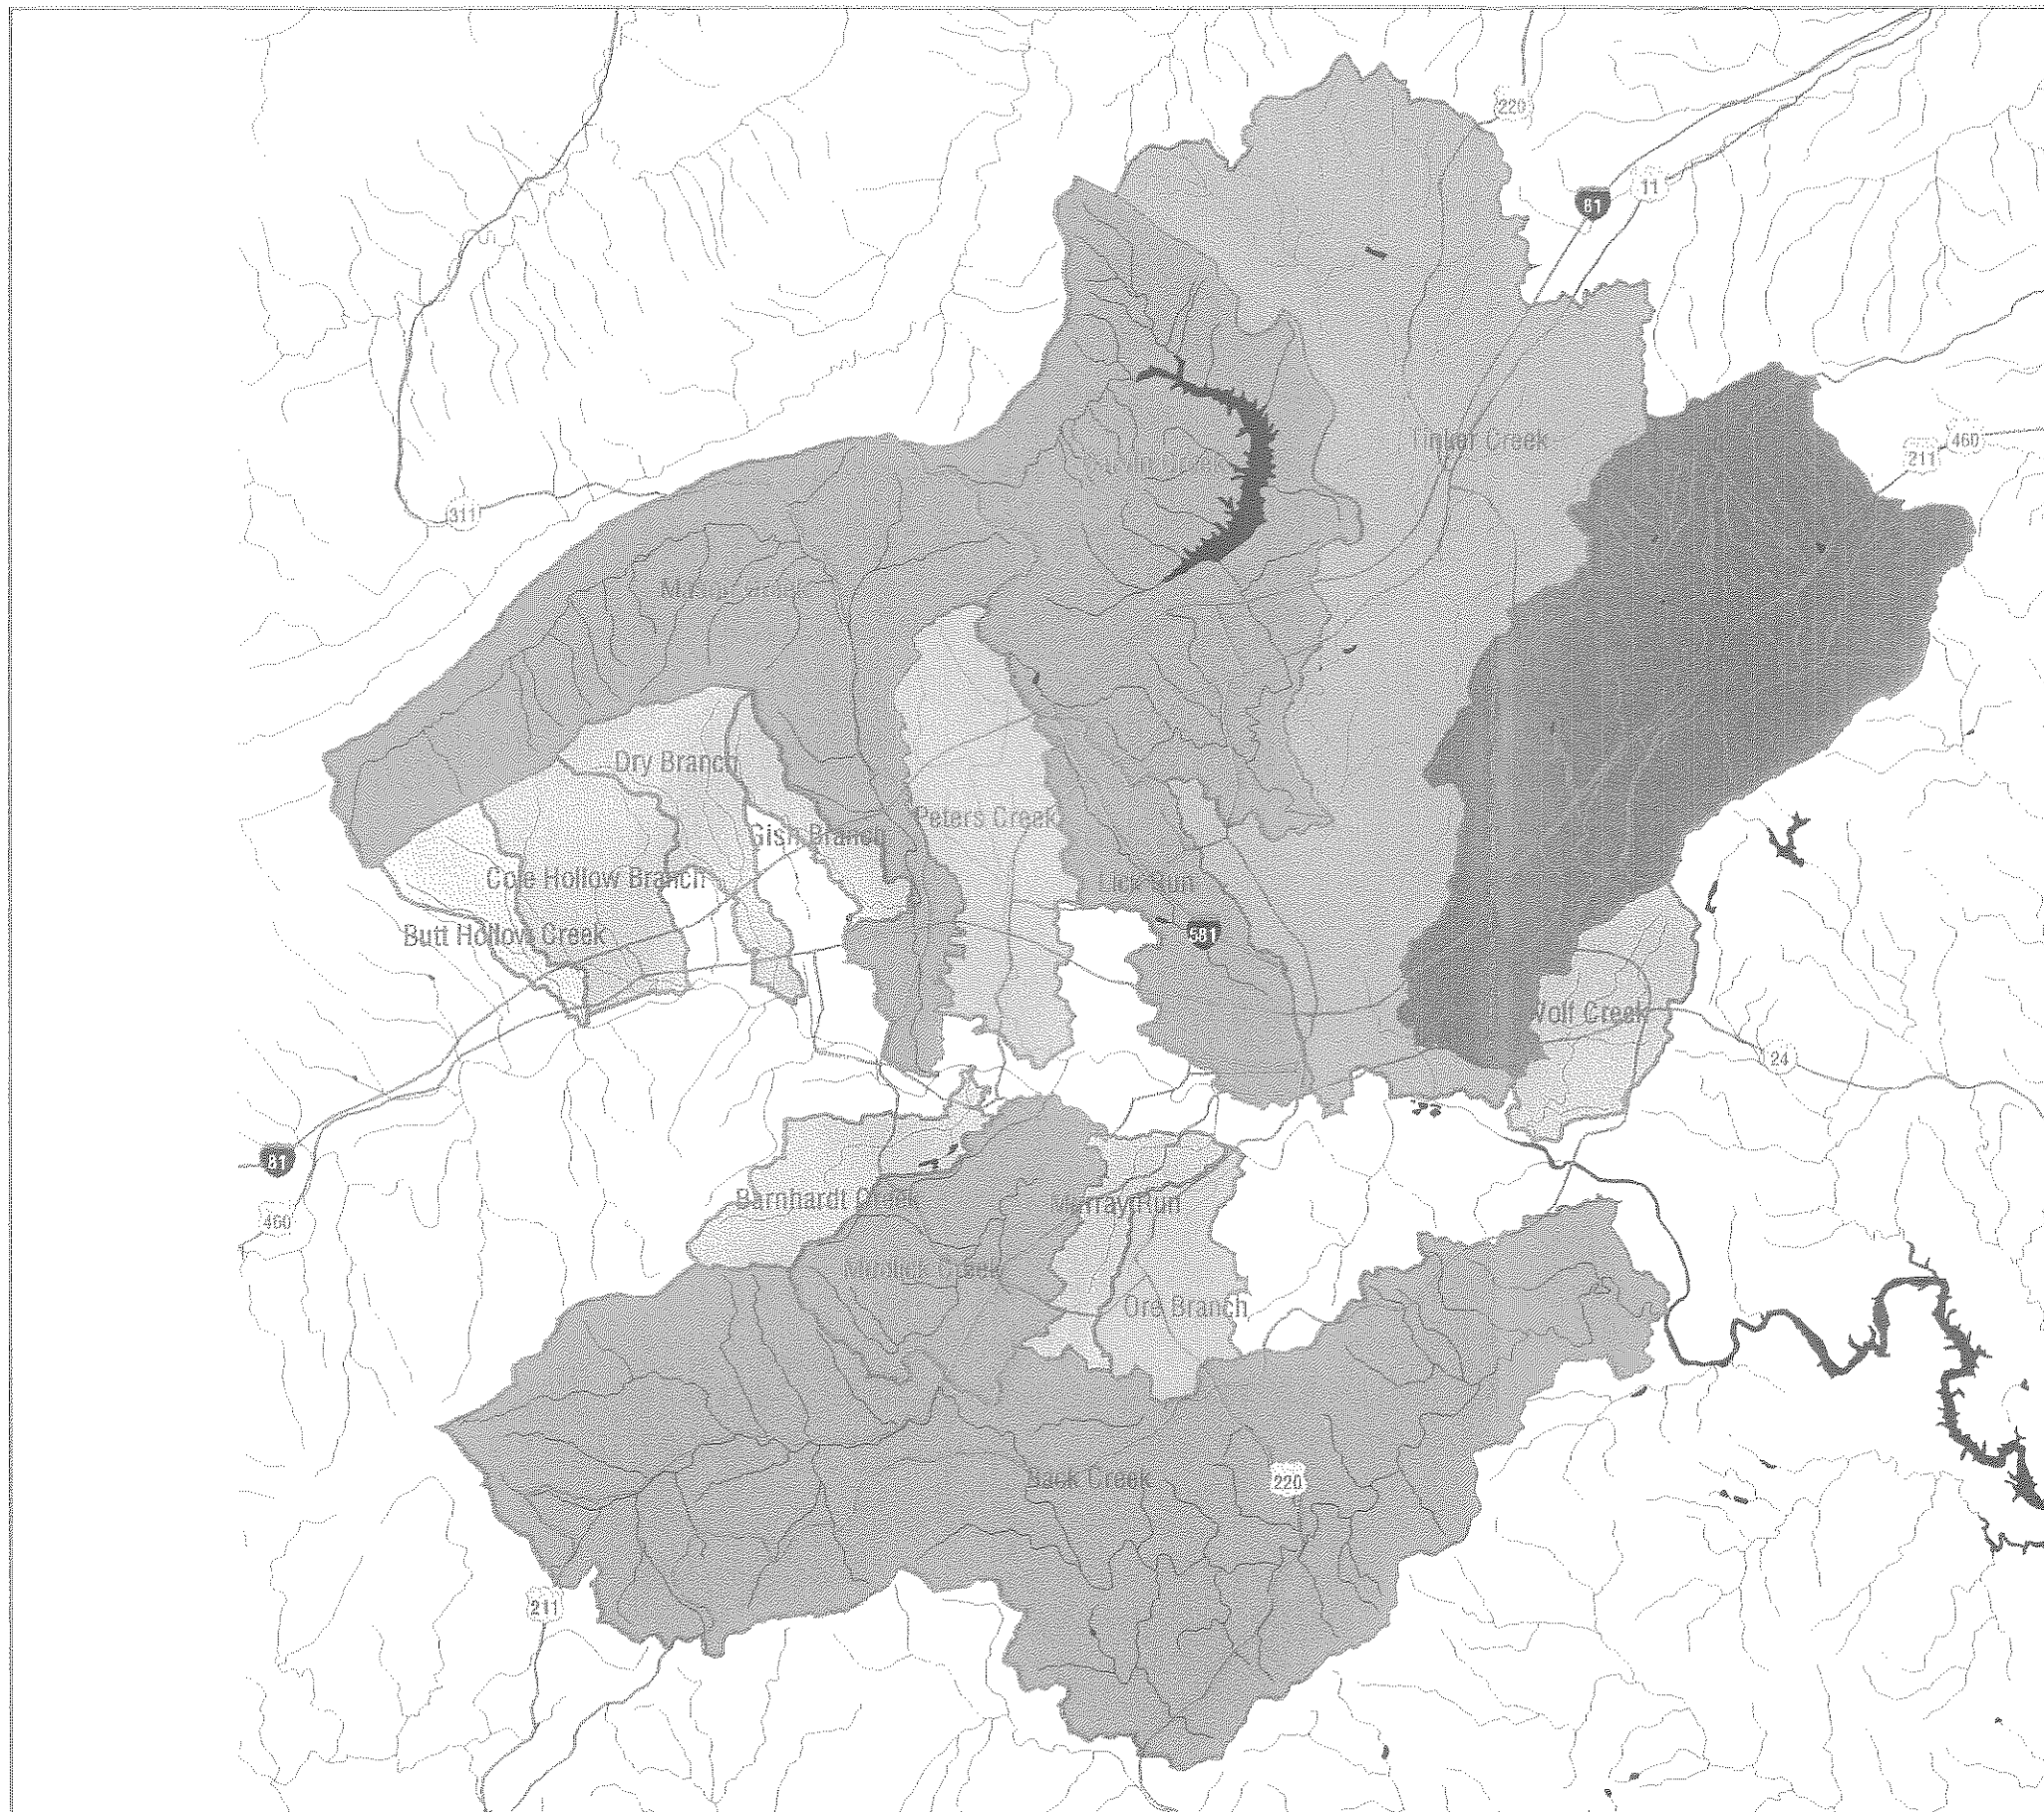 220
11
81
Tinker Creek
460
211
311
Dry Branch
Peters Creek
Gish Branch
Cole Hollow Branch
Lick Run
Butt Hollow Creek
581
Wolf Creek
24
81
Barnhardt Creek
Murray Run
460
Mudlick Creek
Ore Branch
Back Creek
220
211